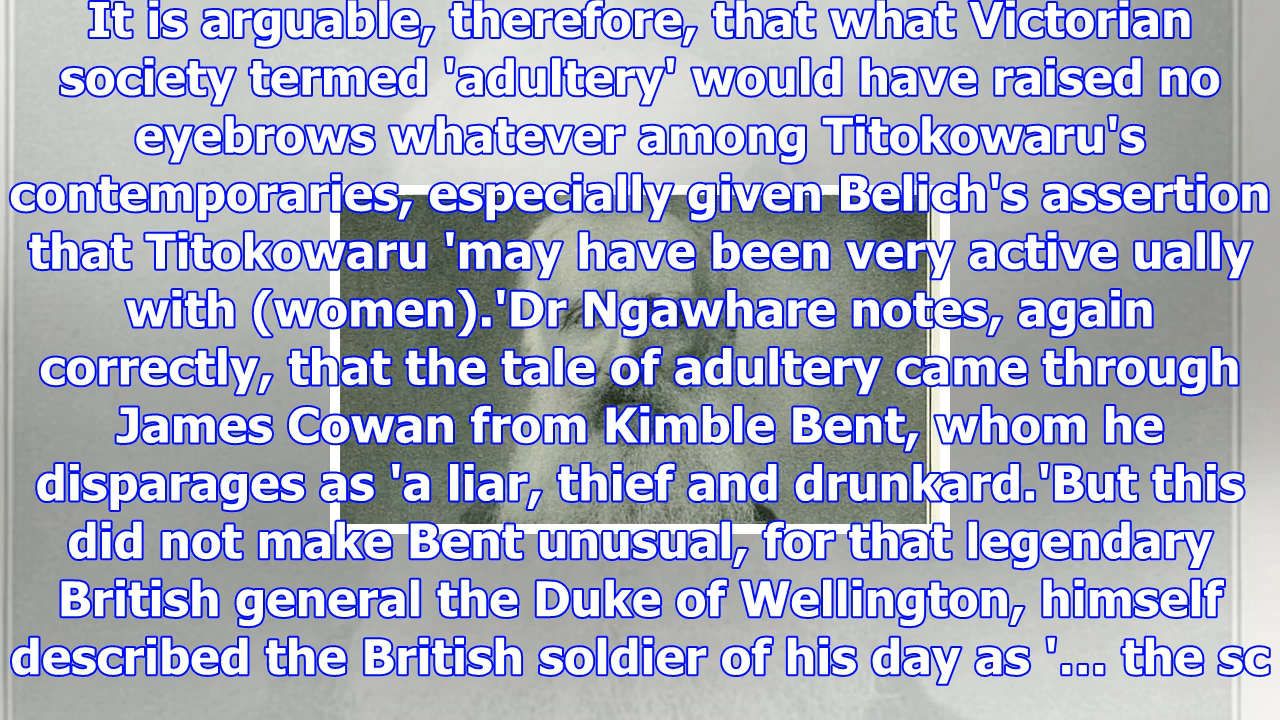 It is arguable, therefore, that what Victorian
society termed 'adultery' would have raised no
eyebrows whatever among Titokowaru's
contemporaries, especially given Belich's assertion
that Titokowaru 'may have been very active ually
with (women).'Dr Ngawhare notes, again
correctly, that the tale of adultery came through
James Cowan from Kimble Bent, whom he
disparages as 'a liar, thief and drunkard.'But this
did not make Bent unusual, for that legendary
British general the Duke of Wellington, himself
described the British soldier of his day as '... the sc